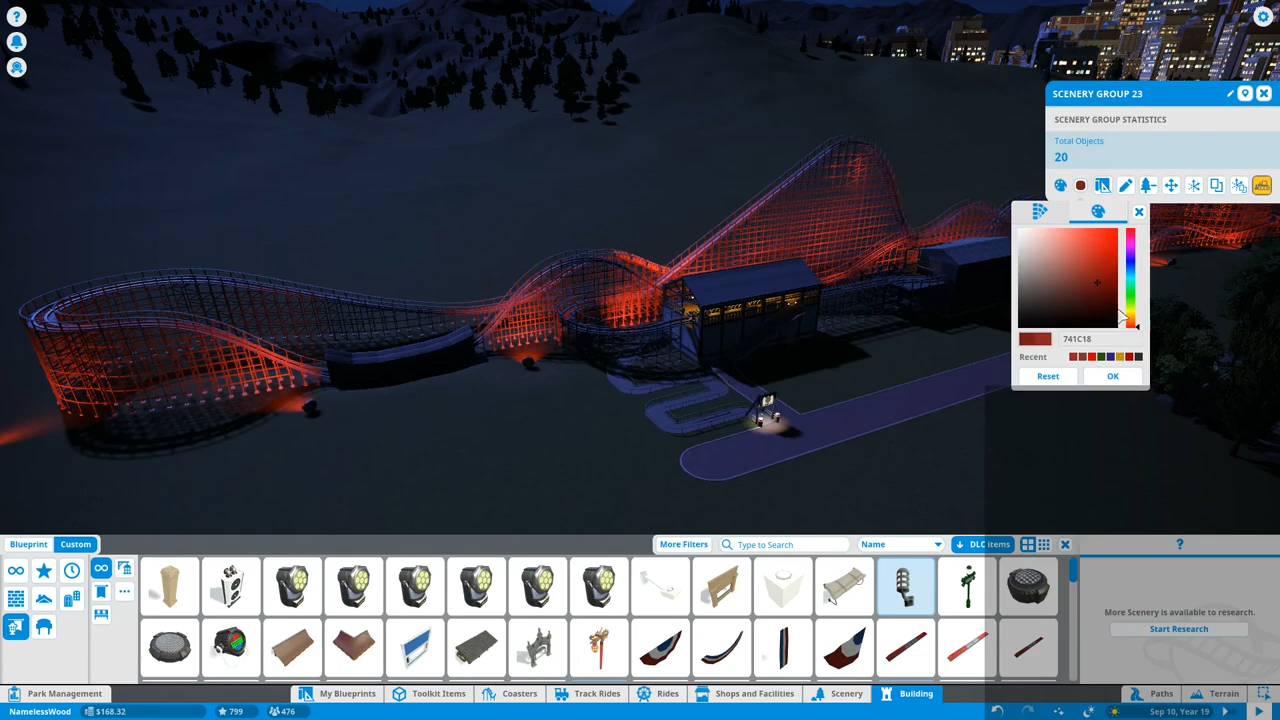 SCENERY GROUP 23
SCENERY GROUP STATISTICS
Total Objects
20
741C18
Recent
Reset
OK
Blueprint
Custom
More Filters
Type to Search
Name
DLC items
More Scenery is available to research.
Start Research
Park Management
My Blueprints
Toolkit Items
Coasters
Track Rides
Rides
Shops and Facilities
Scenery
Building
Paths
Terrain
NamelessWood
$168.32
799
476
Sep 10, Year 19